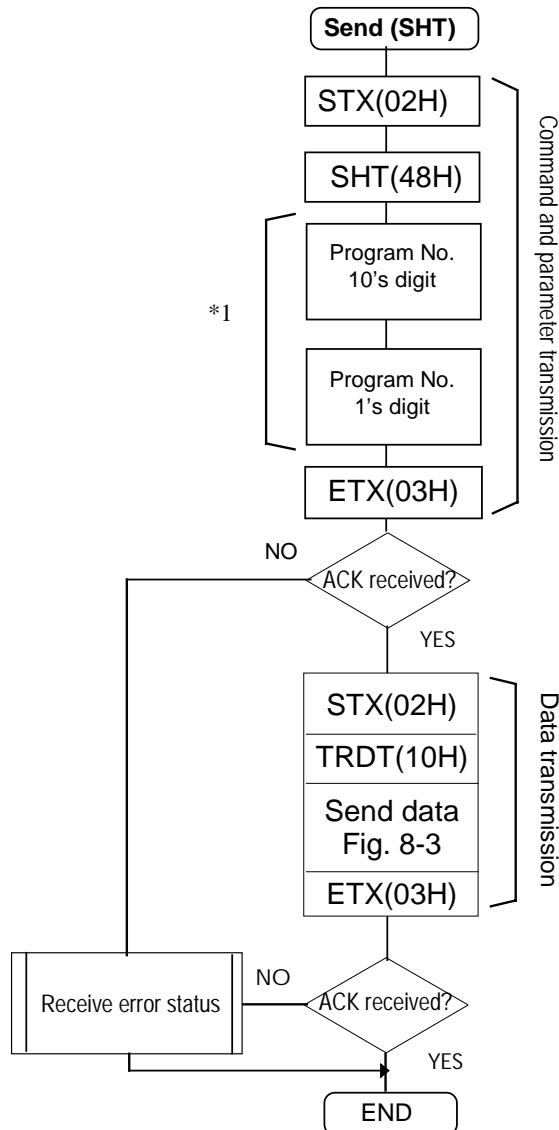 Send (SHT)
STX(02H)
SHT(48H)
Program No.
10's digit
*1
Program No.
1's digit
ETX(03H)
Command and parameter transmission
NO
ACK received?
YES
STX(02H)
TRDT(10H)
Send data
Fig. 8-3
ETX(03H)
Data transmission
Receive error status
NO
ACK received?
YES
END